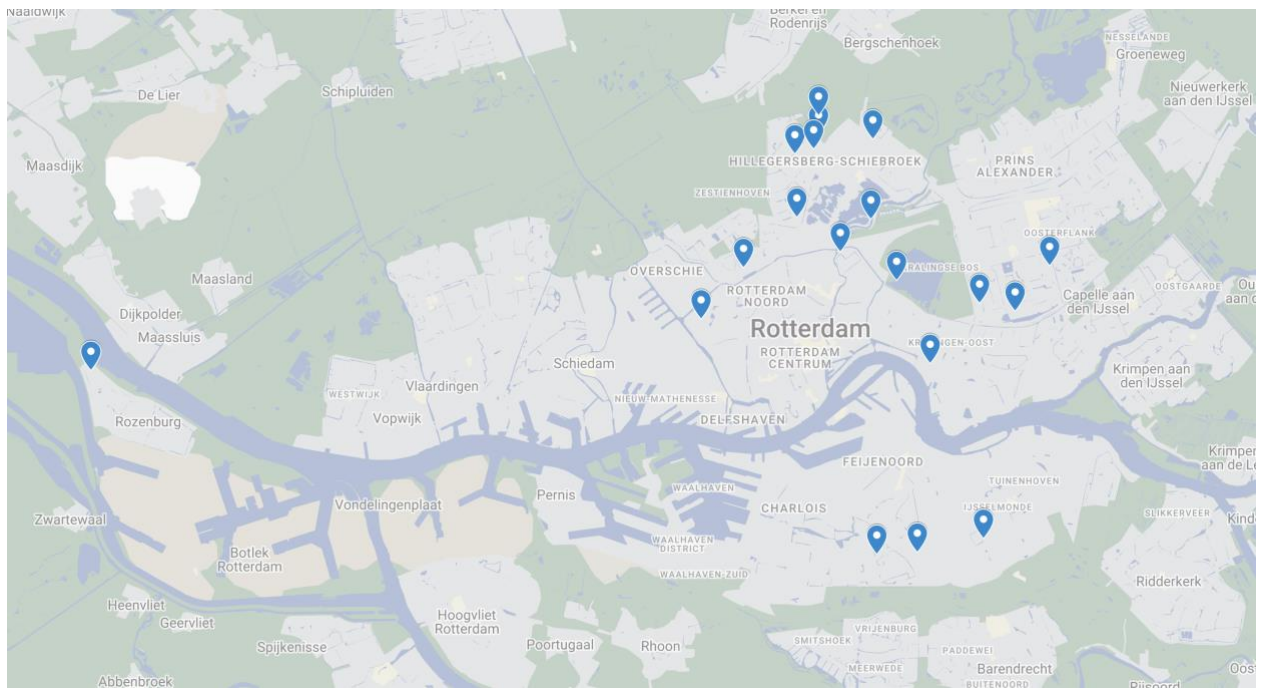 Naaldwijk
Berkel en
Rodenrijs
Bergschenhoek
NESSELANDE
Groeneweg
De Lier
Schipluiden
Nieuwerkerk
aan den IJssel
Maasdijk
HILLEGERSBERG-SCHIEBROEK
PRINS
ALEXANDER
ZESTIENHOVEN
OOSTERFLANK
Maasland
OVERSCHIE
RALINGSE BOS
ROTTERDAM
NOORD
Capelle aan
den IJssel
OOSTGAARDE
Dijkpolder
Maassluis
Rotterdam
ROTTERDAM
CENTRUM
Schiedam
Krimpen aan
den IJssel
Vlaardingen
WESTWIJK
NIEUW-MATHENESSE
Vopwijk
Rozenburg
DELFSHAVEN
FEIJENOORD
Krimpen
aan de Le
Pernis
WAALHAVEN
TUINENHOVEN
Vondelingenplaat
CHARLOIS
IJSSELMONDE
SLIKKERVEER
Kind
Zwartewaal
WAALHAVEN
DISTRICT
Botlek
Rotterdam
WAALHAVEN-ZUID
Ridderkerk
Heenvliet
Geervliet
Hoogvliet
Rotterdam
Spijkenisse
Poortugaal
Rhoon
VRIJENBURG
SMITSHOEK
PADDEWEI
MEERWEDE
Barendrecht
BUITENOORD
Abbenbroek
Rijsoord
Oost